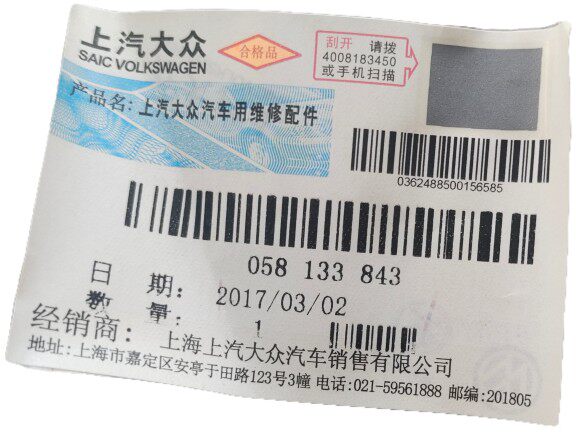 上汽大众
SAIC VOLKSWAGEN
合格品
刮开 请拨
4008183450
或手机扫描
产品名: 上汽大众汽车用维修配件
0362488500156585
058 133 843
日 期: 2017/03/02
数 量: 1
经销商: 上海上汽大众汽车销售有限公司
地址: 上海市嘉定区安亭于田路123号3幢 电话:021-59561888 邮编:201805